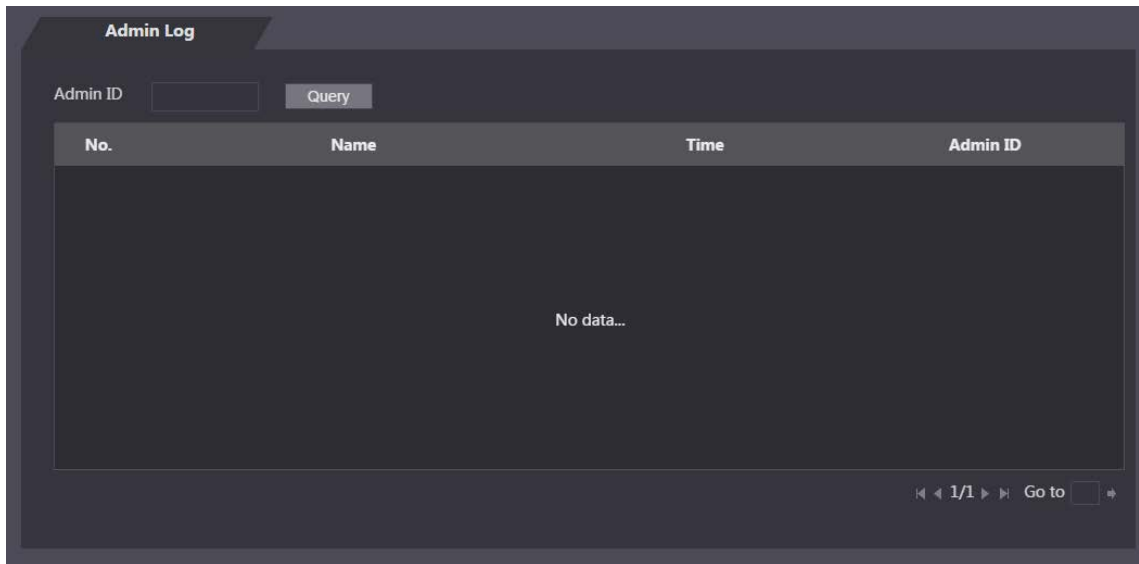 Admin Log
Admin ID Query
No. Name Time Admin ID
No data...
1/1 Go to